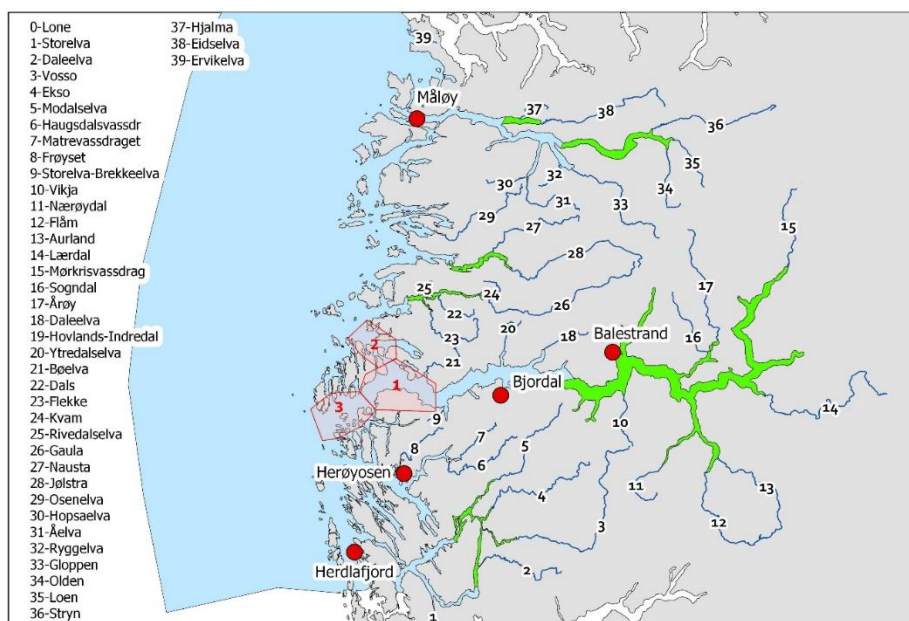 0-Lone
1-Storelva
2-Daleelva
3-Vosso
4-Ekso
5-Modalselva
6-Haugsdalsvassdr
7-Matrevassdraget
8-Frøyset
9-Storelva-Brekkeelva
10-Vikja
11-Nærøydal
12-Flåm
13-Aurland
14-Lærdal
15-Mørkrisvassdrag
16-Sogndal
17-Årøy
18-Daleelva
19-Hovlands-Indredal
20-Ytredalselva
21-Bøelva
22-Dals
23-Flekke
24-Kvam
25-Rivedalselva
26-Gaula
27-Nausta
28-Jølstra
29-Osenelva
30-Hopsaelva
31-Åelva
32-Ryggelva
33-Gloppen
34-Olden
35-Loen
36-Stryn
37-Hjalma
38-Eidselva
39-Ervikelva
39
Måløy
37
38
36
35
34
32
30
31
33
29
27
28
15
25
24
26
17
22
23
20
18
Balestrand
16
2
21
1
Bjordal
3
9
14
10
7
8
5
6
Herøyosen
4
11
13
12
3
Herdlafjord
2
1